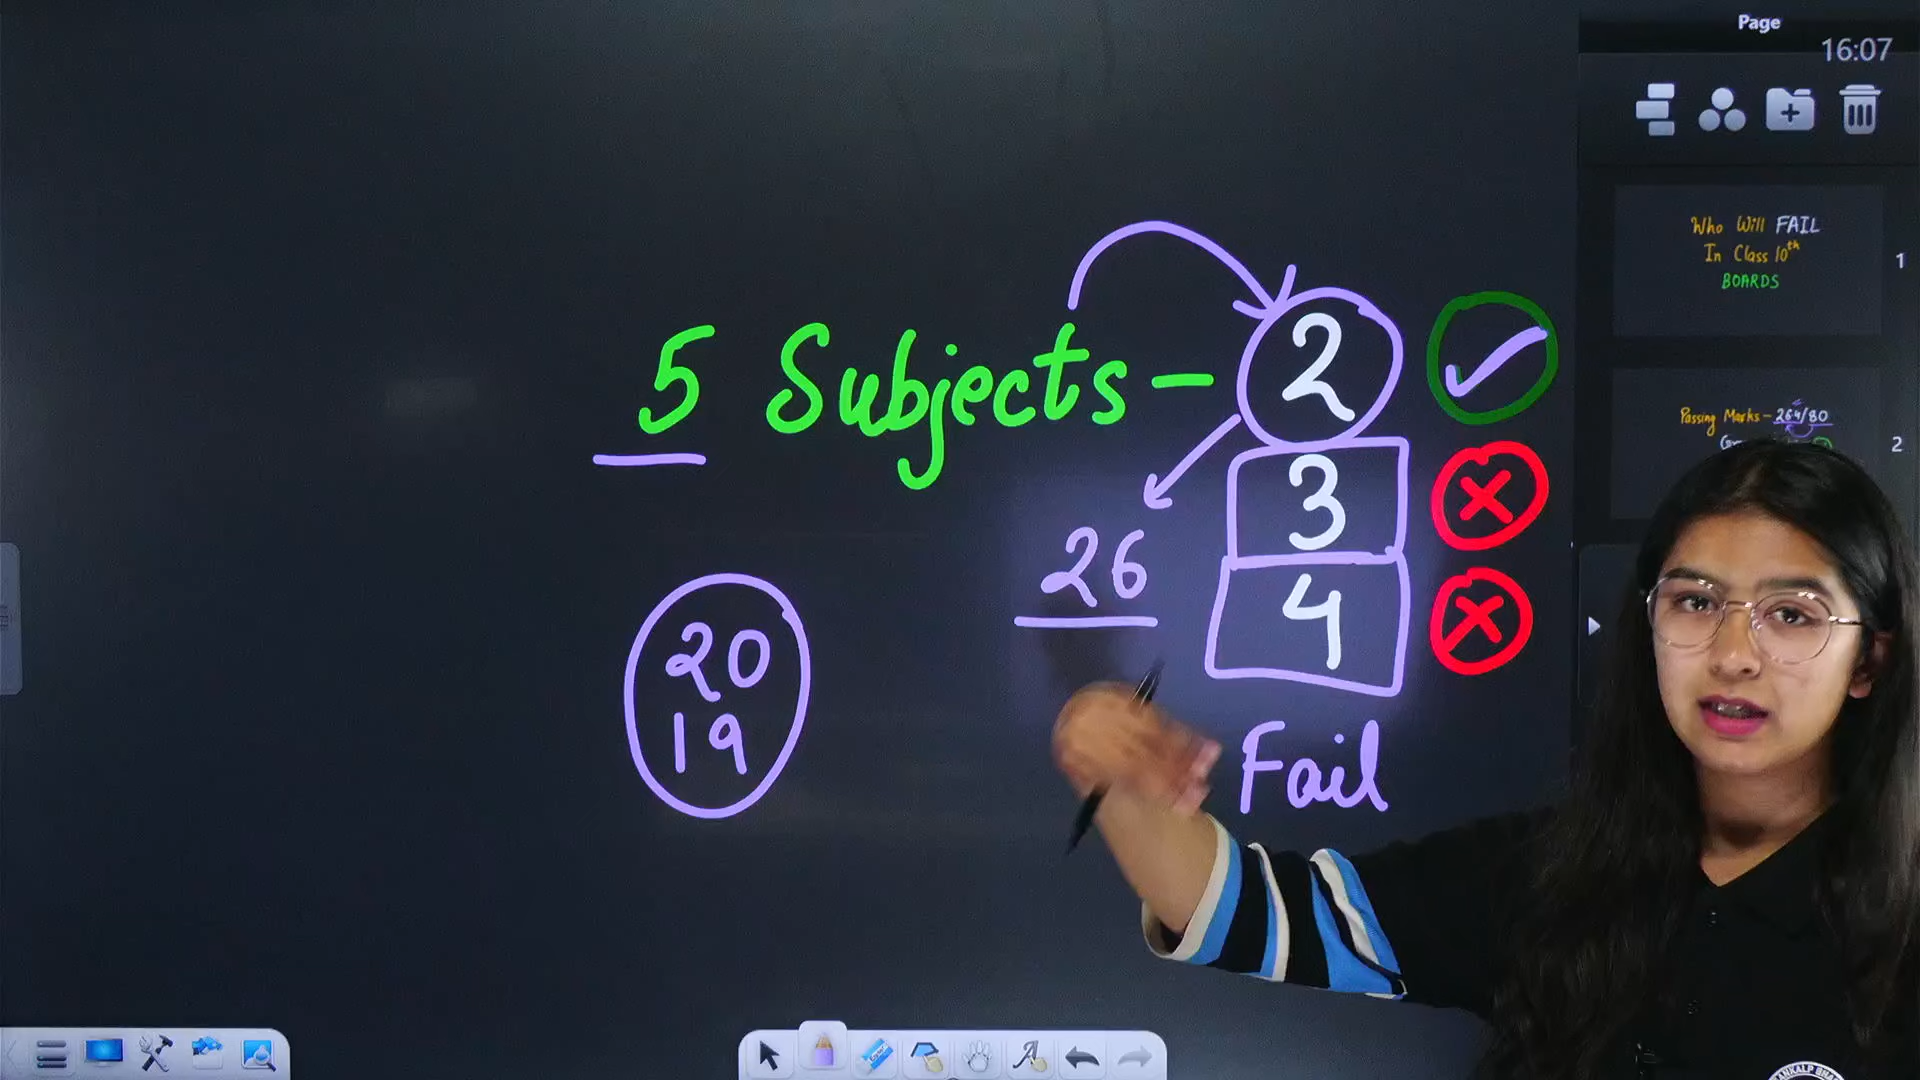 Page
16:07
Who Will FAIL
In Class 10th
BOARDS
1
Passing Marks - 264/80
2
5 Subjects - 2
3
4
26
20
19
Fail